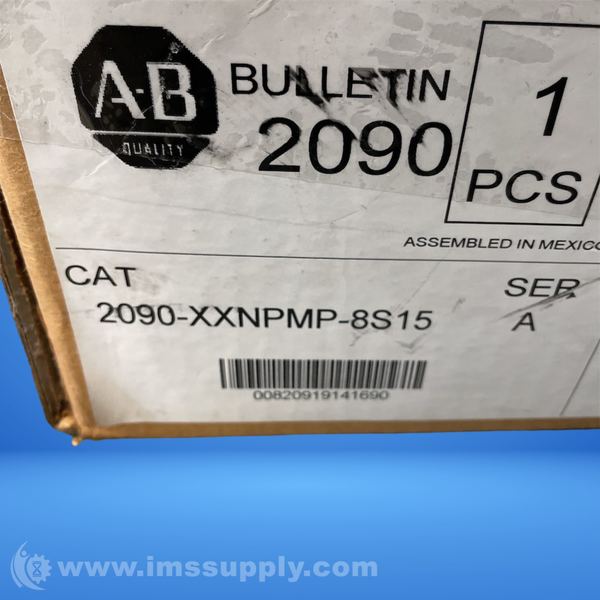 A-B
QUALITY
BULLETIN
2090
1
PCS
ASSEMBLED IN MEXICO
CAT
2090-XXNPMP-8S15
SER
A
00820919141690
www.imssupply.com